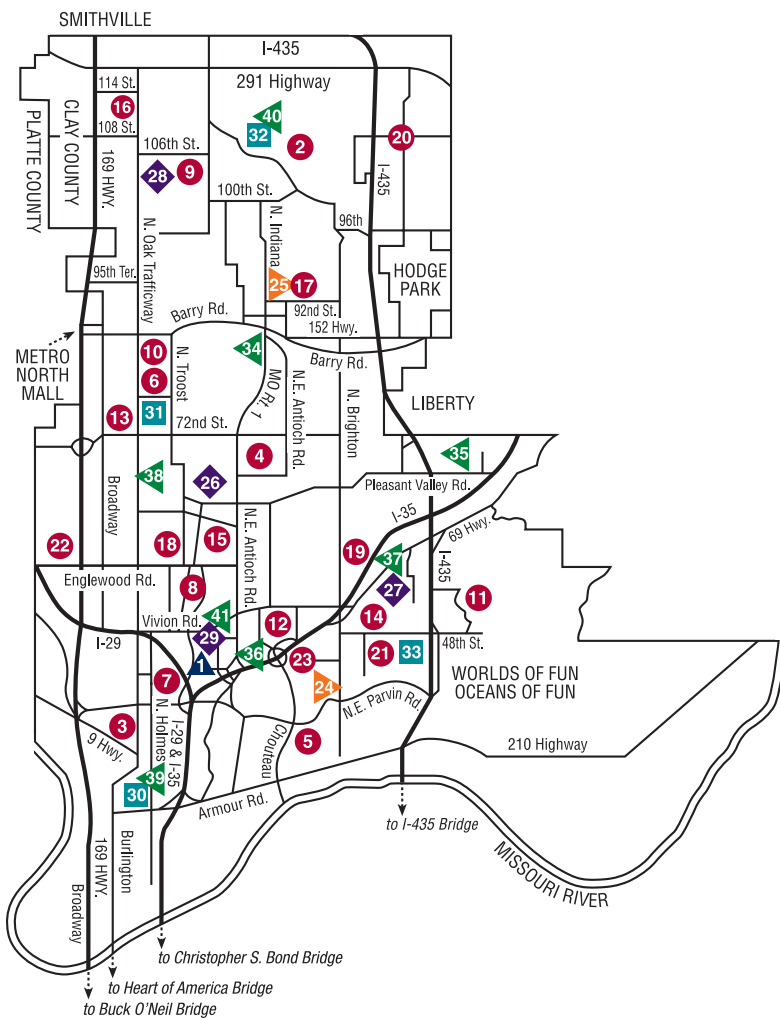 SMITHVILLE
I-435
291 Highway
114 St.
16
108 St.
CLAY COUNTY
PLATTE COUNTY
169 HWY.
40
32
2
20
I-435
106th St.
28
9
100th St.
N. Oak Trafficway
N. Indiana
96th
95th Ter.
25
17
HODGE
PARK
92nd St.
152 Hwy.
Barry Rd.
Barry Rd.
METRO
NORTH
MALL
10
6
N. Troost
34
MO Rt. 1
N.E. Antioch Rd.
N. Brighton
LIBERTY
13
31
72nd St.
4
35
Broadway
38
26
Pleasant Valley Rd.
I-35
69 Hwy.
N.E. Antioch Rd.
22
18
15
19
37
I-435
Englewood Rd.
8
27
11
Vivion Rd.
41
12
14
I-29
29
1
36
23
21
33
48th St.
WORLDS OF FUN
OCEANS OF FUN
7
24
N.E. Parvin Rd.
3
N. Holmes
I-29 & I-35
Chouteau
5
9 Hwy.
210 Highway
39
30
Armour Rd.
to I-435 Bridge
169 HWY.
Burlington
Broadway
MISSOURI RIVER
to Christopher S. Bond Bridge
to Heart of America Bridge
to Buck O'Neil Bridge